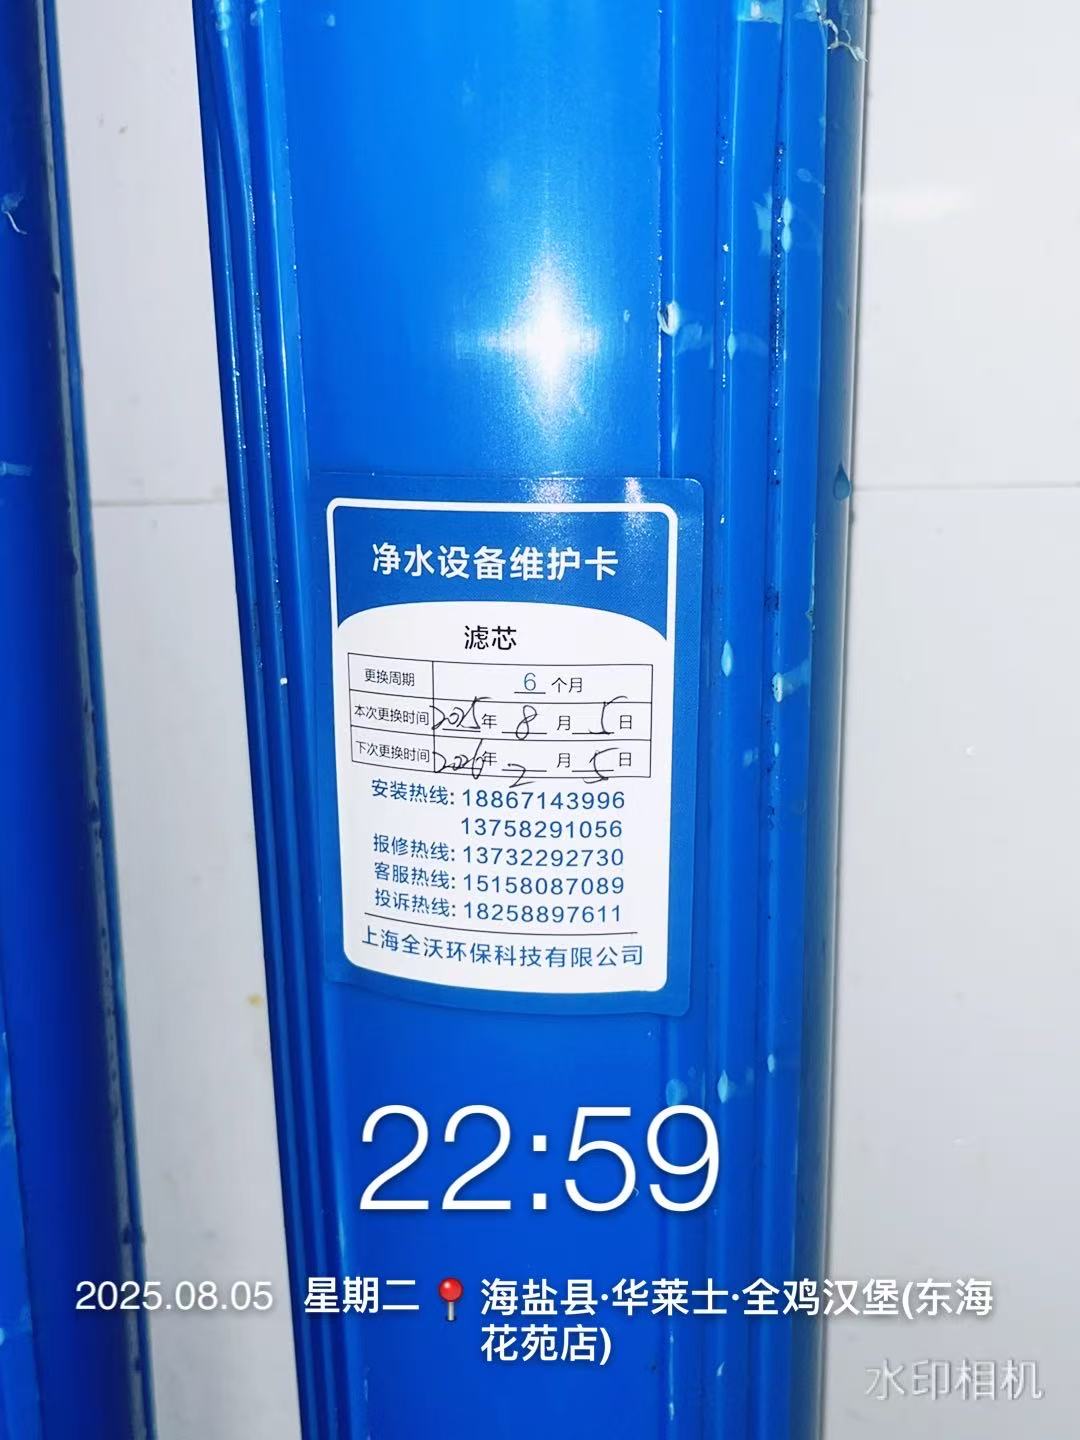 净水设备维护卡
滤芯
更换周期 6 个月
本次更换时间 2025年 8 月 5 日
下次更换时间 2026年 2 月 5 日
安装热线: 18867143996
13758291056
报修热线: 13732292730
客服热线: 15158087089
投诉热线: 18258897611
上海全沃环保科技有限公司
22:59
2025.08.05 星期二 海盐县·华莱士·全鸡汉堡(东海
花苑店)
水印相机